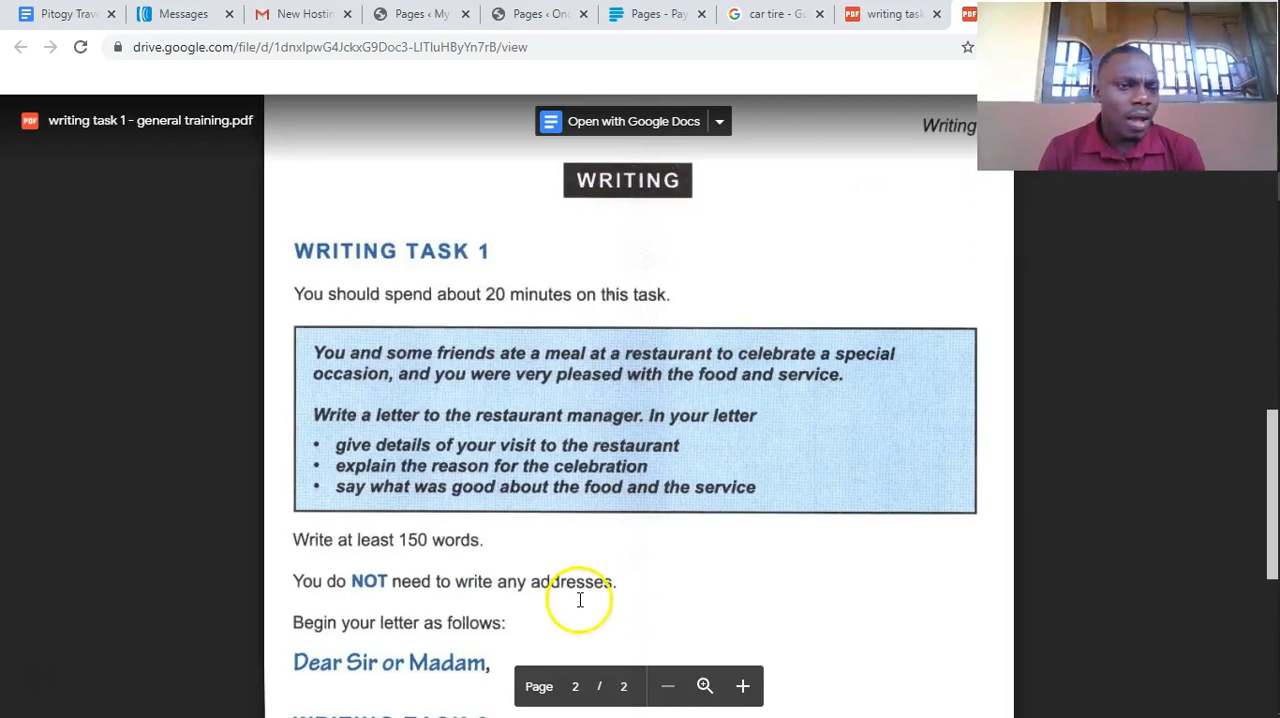 Pitogy Trave
Messages
New Hostin
Pages ‹ My
Pages ‹ Onc
Pages - Pay
car tire - Go
writing task
drive.google.com/file/d/1dnxIpwG4JckxG9Doc3-LlTluHByYn7rB/view
PDF writing task 1 - general training.pdf
Open with Google Docs
Writing
WRITING
WRITING TASK 1
You should spend about 20 minutes on this task.
You and some friends ate a meal at a restaurant to celebrate a special
occasion, and you were very pleased with the food and service.
Write a letter to the restaurant manager. In your letter
• give details of your visit to the restaurant
• explain the reason for the celebration
• say what was good about the food and the service
Write at least 150 words.
You do NOT need to write any addresses.
Begin your letter as follows:
Dear Sir or Madam,
Page 2 / 2